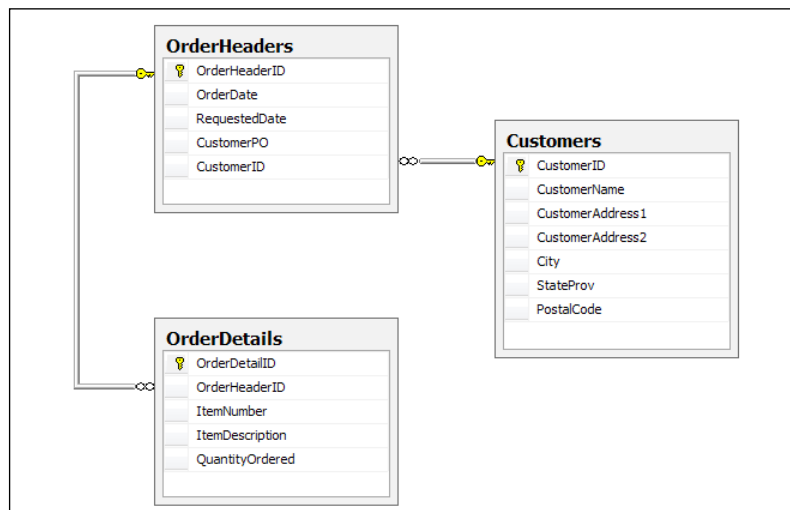 OrderHeaders
OrderHeaderID
OrderDate
RequestedDate
CustomerPO
CustomerID
Customers
CustomerID
CustomerName
CustomerAddress1
CustomerAddress2
City
StateProv
PostalCode
OrderDetails
OrderDetailID
OrderHeaderID
ItemNumber
ItemDescription
QuantityOrdered